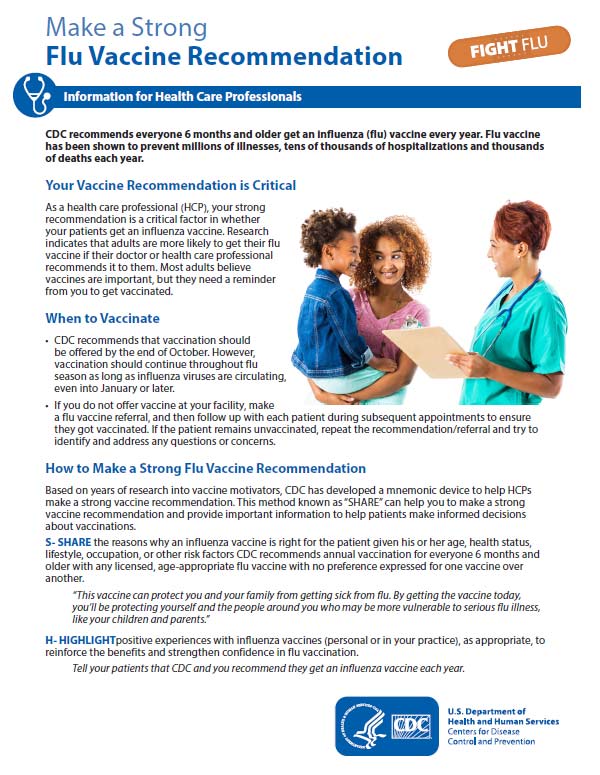 Make a Strong
Flu Vaccine Recommendation
FIGHT FLU
Information for Health Care Professionals
CDC recommends everyone 6 months and older get an influenza (flu) vaccine every year. Flu vaccine
has been shown to prevent millions of illnesses, tens of thousands of hospitalizations and thousands
of deaths each year.
Your Vaccine Recommendation is Critical
As a health care professional (HCP), your strong
recommendation is a critical factor in whether
your patients get an influenza vaccine. Research
indicates that adults are more likely to get their flu
vaccine if their doctor or health care professional
recommends it to them. Most adults believe
vaccines are important, but they need a reminder
from you to get vaccinated.
When to Vaccinate
• CDC recommends that vaccination should
be offered by the end of October. However,
vaccination should continue throughout flu
season as long as influenza viruses are circulating,
even into January or later.
• If you do not offer vaccine at your facility, make
a flu vaccine referral, and then follow up with each patient during subsequent appointments to ensure
they got vaccinated. If the patient remains unvaccinated, repeat the recommendation/referral and try to
identify and address any questions or concerns.
How to Make a Strong Flu Vaccine Recommendation
Based on years of research into vaccine motivators, CDC has developed a mnemonic device to help HCPs
make a strong vaccine recommendation. This method known as “SHARE” can help you to make a strong
vaccine recommendation and provide important information to help patients make informed decisions
about vaccinations.
S- SHARE the reasons why an influenza vaccine is right for the patient given his or her age, health status,
lifestyle, occupation, or other risk factors CDC recommends annual vaccination for everyone 6 months and
older with any licensed, age-appropriate flu vaccine with no preference expressed for one vaccine over
another.
“This vaccine can protect you and your family from getting sick from flu. By getting the vaccine today,
you’ll be protecting yourself and the people around you who may be more vulnerable to serious flu illness,
like your children and parents.”
H- HIGHLIGHTpositive experiences with influenza vaccines (personal or in your practice), as appropriate, to
reinforce the benefits and strengthen confidence in flu vaccination.
Tell your patients that CDC and you recommend they get an influenza vaccine each year.
CDC
U.S. Department of
Health and Human Services
Centers for Disease
Control and Prevention